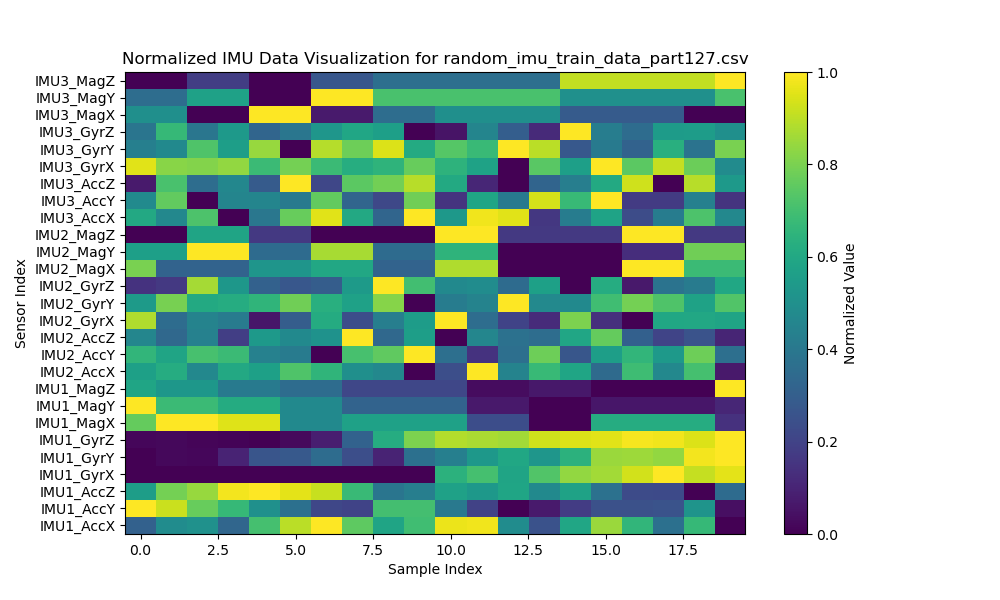 Normalized IMU Data Visualization for random_imu_train_data_part127.csv
IMU3_MagZ
IMU3_MagY
IMU3_MagX
IMU3_GyrZ
IMU3_GyrY
IMU3_GyrX
IMU3_AccZ
IMU3_AccY
IMU3_AccX
IMU2_MagZ
IMU2_MagY
IMU2_MagX
IMU2_GyrZ
IMU2_GyrY
IMU2_GyrX
IMU2_AccZ
IMU2_AccY
IMU2_AccX
IMU1_MagZ
IMU1_MagY
IMU1_MagX
IMU1_GyrZ
IMU1_GyrY
IMU1_GyrX
IMU1_AccZ
IMU1_AccY
IMU1_AccX
Sensor Index
0.0 2.5 5.0 7.5 10.0 12.5 15.0 17.5
Sample Index
1.0
0.8
0.6
0.4
0.2
0.0
Normalized Value